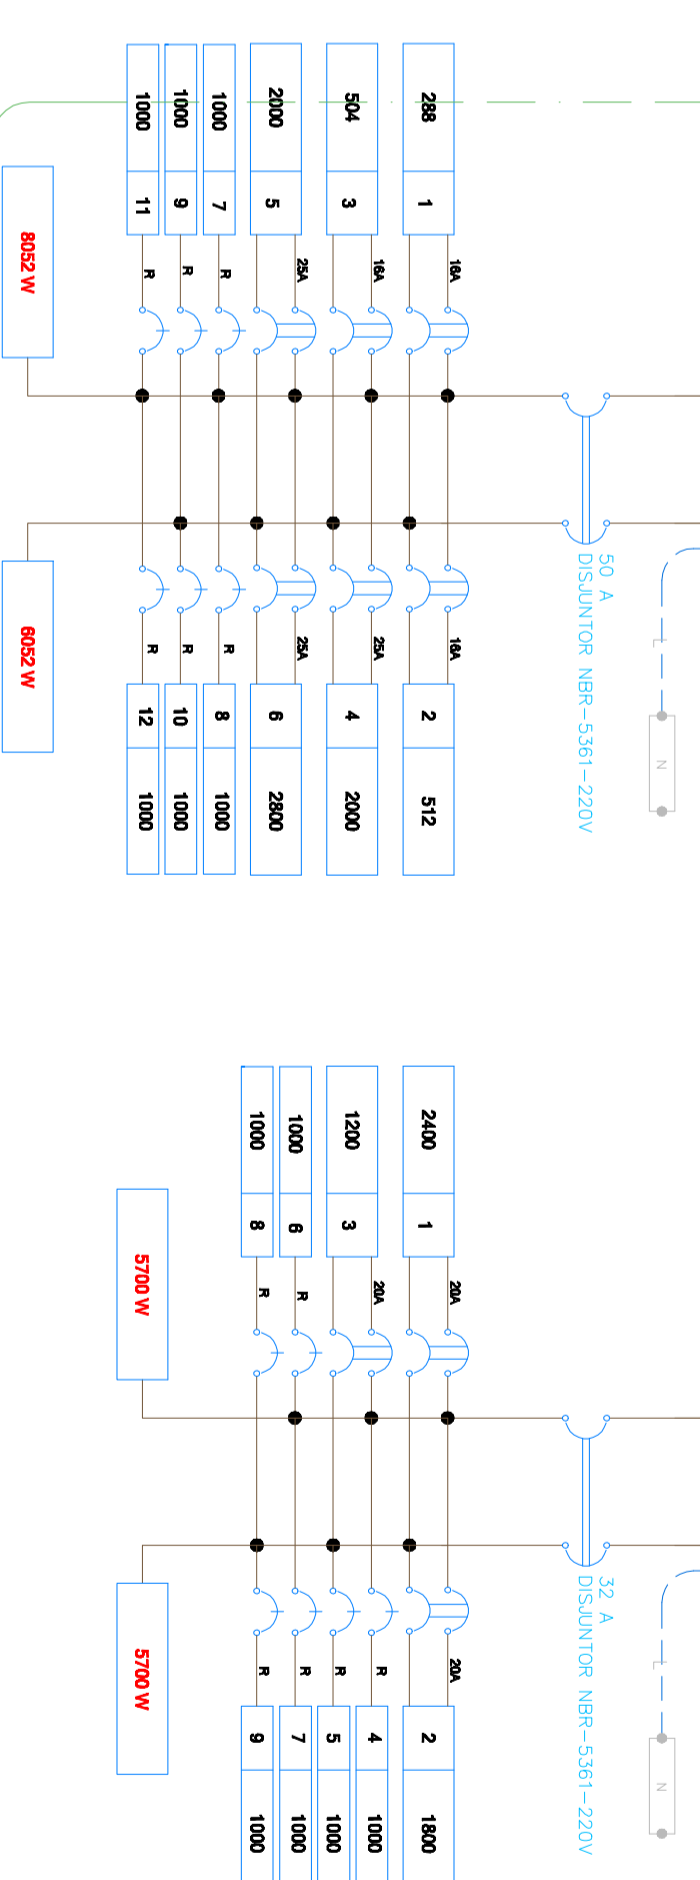 288 1 16A
504 3 16A
2000 5 25A
1000 7 R
1000 9 R
1000 11 R
8052 W
6052 W
50 A
DISJUNTOR NBR-5361-220V
L
N
16A 2 512
25A 4 2000
25A 6 2800
R 8 1000
R 10 1000
R 12 1000
2400 1 20A
1200 3 20A
1000 6 R
1000 8 R
5700 W
5700 W
32 A
DISJUNTOR NBR-5361-220V
L
N
20A 2 1800
R 4 1000
R 5 1000
R 7 1000
R 9 1000